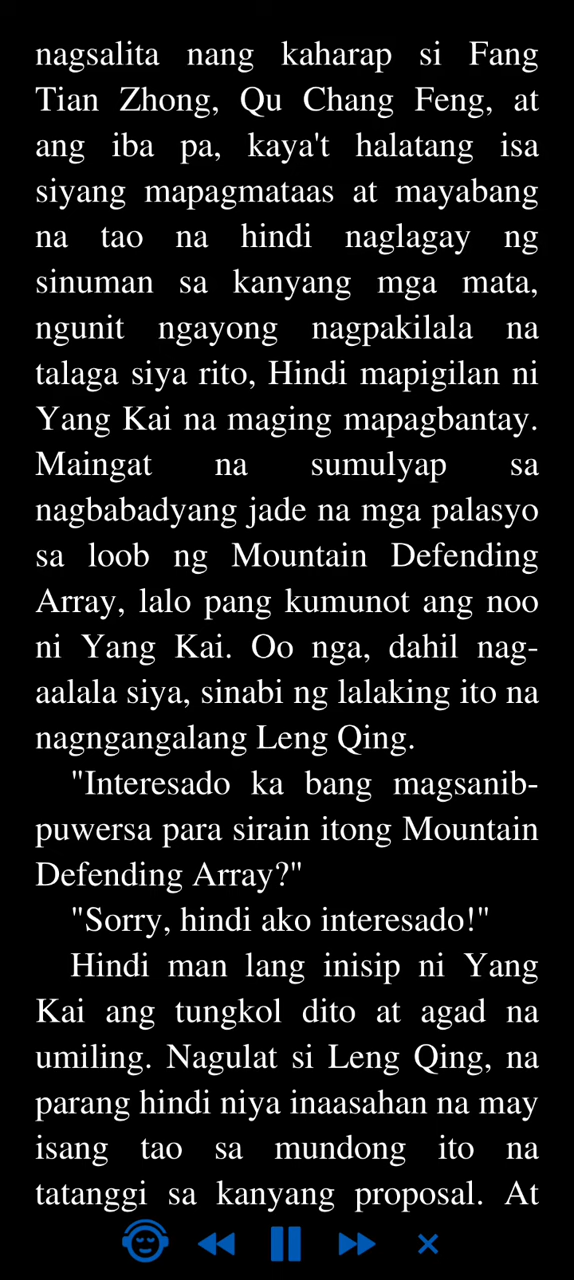 nagsalita nang kaharap si Fang
Tian Zhong, Qu Chang Feng, at
ang iba pa, kaya't halatang isa
siyang mapagmataas at mayabang
na tao na hindi naglagay ng
sinuman sa kanyang mga mata,
ngunit ngayong nagpakilala na
talaga siya rito, Hindi mapigilan ni
Yang Kai na maging mapagbantay.
Maingat na sumulyap sa
nagbabadyang jade na mga palasyo
sa loob ng Mountain Defending
Array, lalo pang kumunot ang noo
ni Yang Kai. Oo nga, dahil nag-
aalala siya, sinabi ng lalaking ito na
nagngangalang Leng Qing.
"Interesado ka bang magsanib-
puwersa para sirain itong Mountain
Defending Array?"
"Sorry, hindi ako interesado!"
Hindi man lang inisip ni Yang
Kai ang tungkol dito at agad na
umiling. Nagulat si Leng Qing, na
parang hindi niya inaasahan na may
isang tao sa mundong ito na
tatanggi sa kanyang proposal. At